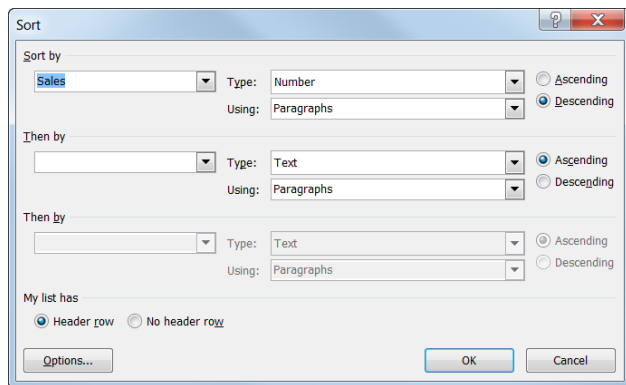 Sort
Sort by
Sales Type: Number Ascending
Using: Paragraphs Descending
Then by
Type: Text Ascending
Using: Paragraphs Descending
Then by
Type: Text Ascending
Using: Paragraphs Descending
My list has
Header row No header row
Options... OK Cancel